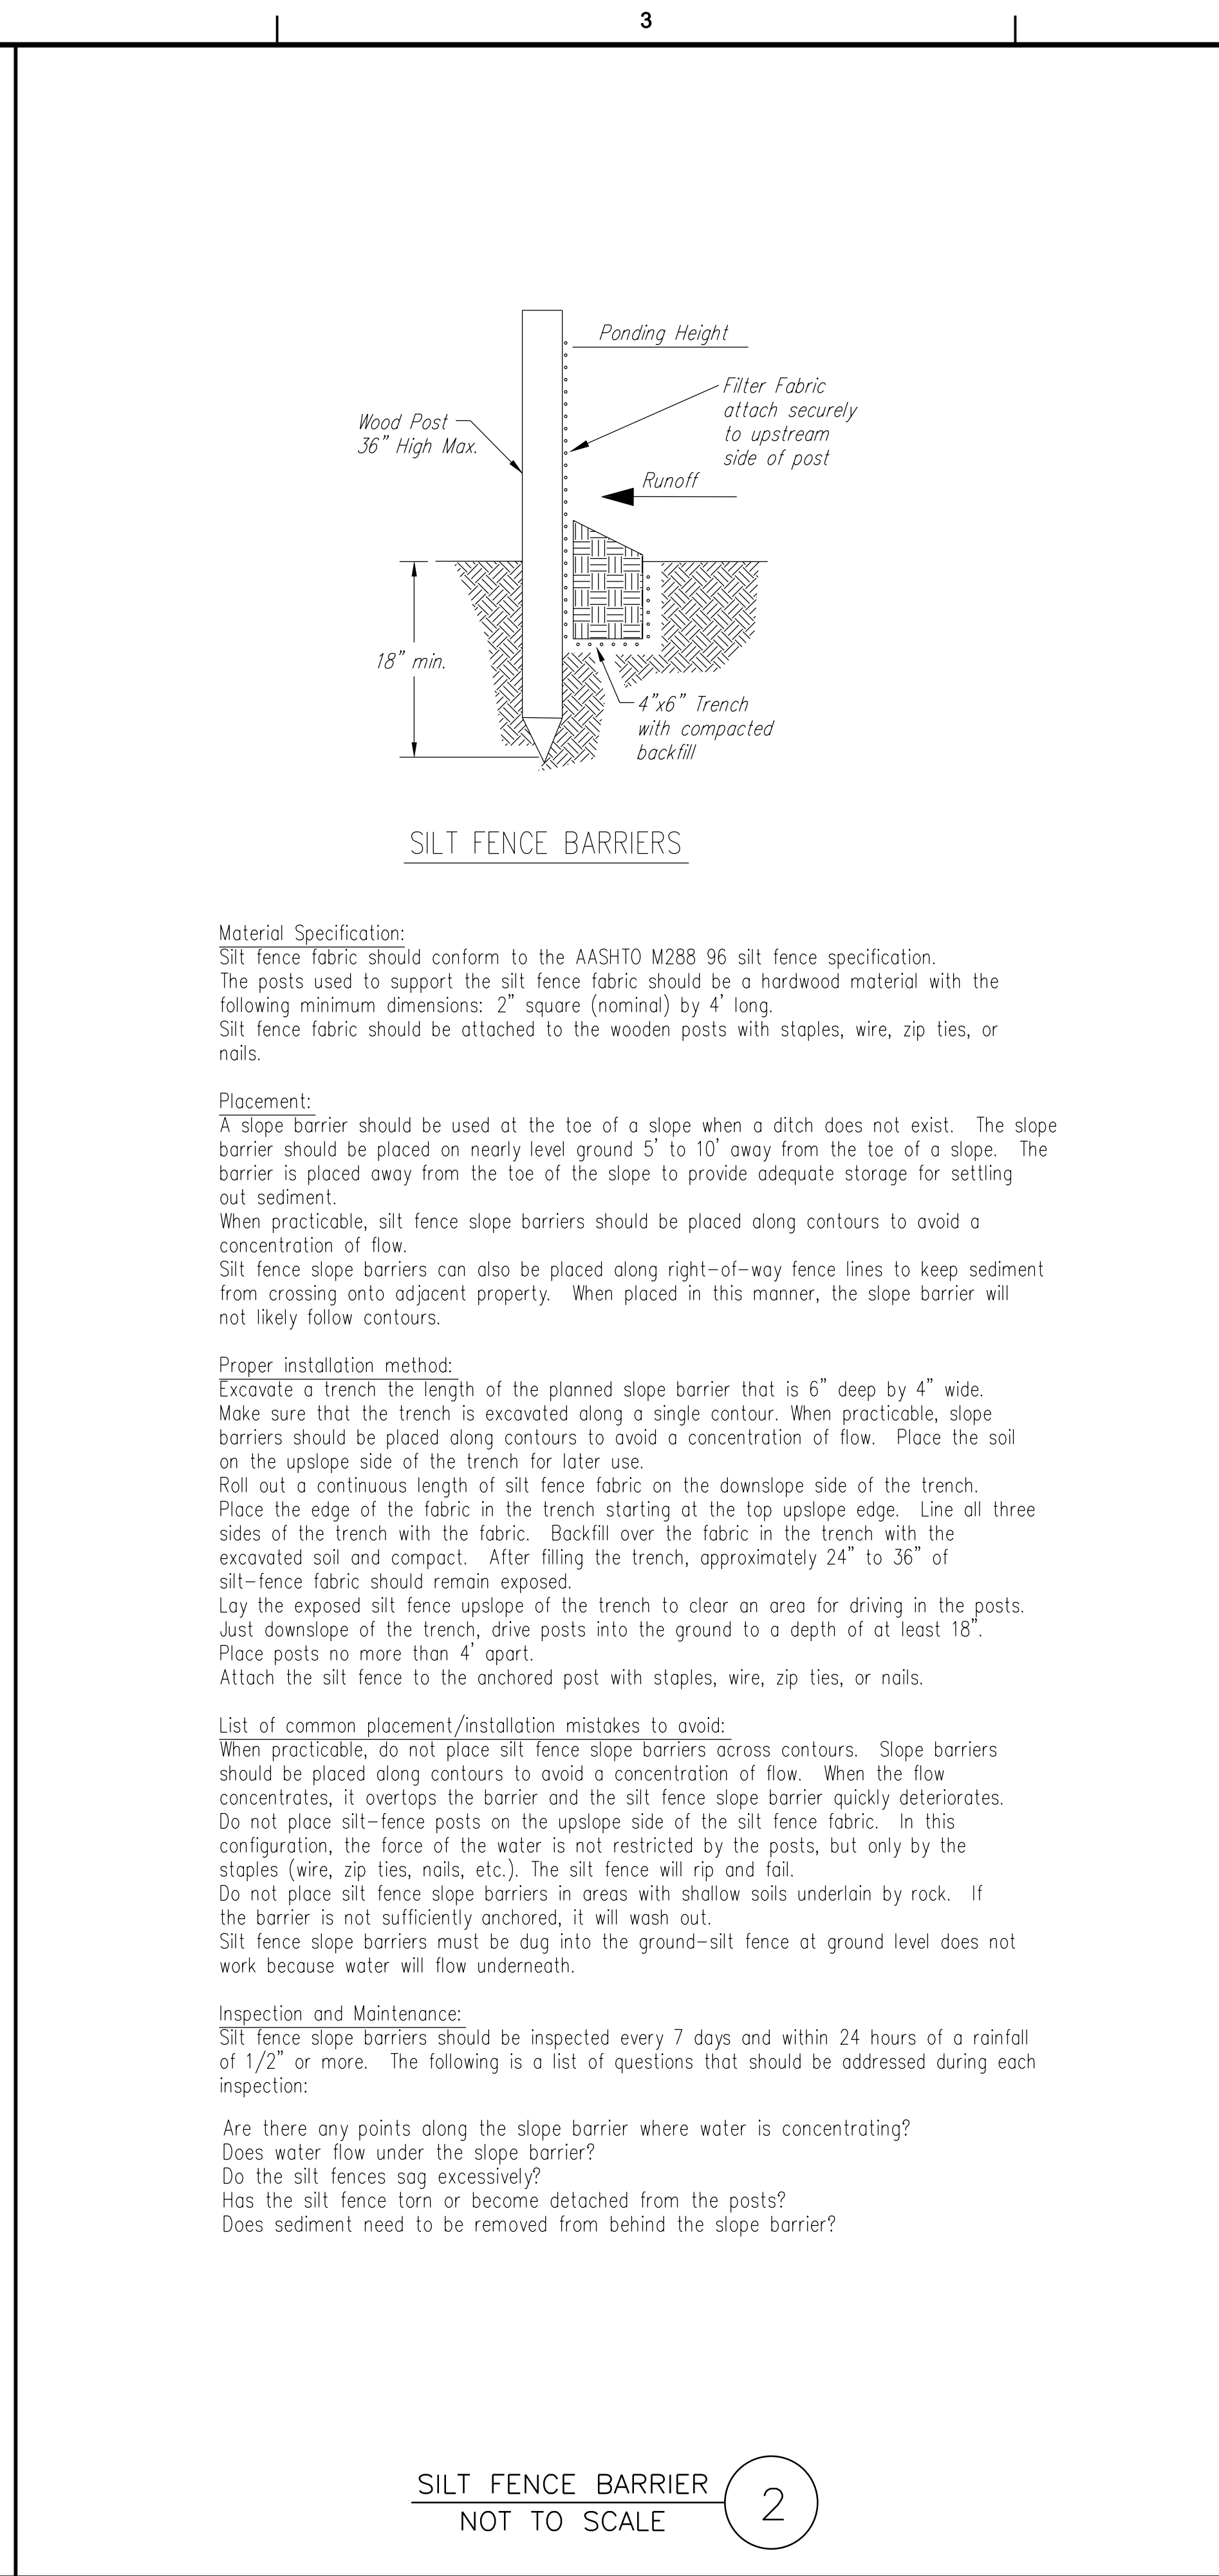 3
Ponding Height
Filter Fabric
attach securely
to upstream
side of post
Wood Post
36" High Max.
Runoff
18" min.
4"x6" Trench
with compacted
backfill
SILT FENCE BARRIERS
Material Specification:
Silt fence fabric should conform to the AASHTO M288 96 silt fence specification.
The posts used to support the silt fence fabric should be a hardwood material with the
following minimum dimensions: 2" square (nominal) by 4' long.
Silt fence fabric should be attached to the wooden posts with staples, wire, zip ties, or
nails.
Placement:
A slope barrier should be used at the toe of a slope when a ditch does not exist. The slope
barrier should be placed on nearly level ground 5' to 10' away from the toe of a slope. The
barrier is placed away from the toe of the slope to provide adequate storage for settling
out sediment.
When practicable, silt fence slope barriers should be placed along contours to avoid a
concentration of flow.
Silt fence slope barriers can also be placed along right-of-way fence lines to keep sediment
from crossing onto adjacent property. When placed in this manner, the slope barrier will
not likely follow contours.
Proper installation method:
Excavate a trench the length of the planned slope barrier that is 6" deep by 4" wide.
Make sure that the trench is excavated along a single contour. When practicable, slope
barriers should be placed along contours to avoid a concentration of flow. Place the soil
on the upslope side of the trench for later use.
Roll out a continuous length of silt fence fabric on the downslope side of the trench.
Place the edge of the fabric in the trench starting at the top upslope edge. Line all three
sides of the trench with the fabric. Backfill over the fabric in the trench with the
excavated soil and compact. After filling the trench, approximately 24" to 36" of
silt-fence fabric should remain exposed.
Lay the exposed silt fence upslope of the trench to clear an area for driving in the posts.
Just downslope of the trench, drive posts into the ground to a depth of at least 18".
Place posts no more than 4' apart.
Attach the silt fence to the anchored post with staples, wire, zip ties, or nails.
List of common placement/installation mistakes to avoid:
When practicable, do not place silt fence slope barriers across contours. Slope barriers
should be placed along contours to avoid a concentration of flow. When the flow
concentrates, it overtops the barrier and the silt fence slope barrier quickly deteriorates.
Do not place silt-fence posts on the upslope side of the silt fence fabric. In this
configuration, the force of the water is not restricted by the posts, but only by the
staples (wire, zip ties, nails, etc.). The silt fence will rip and fail.
Do not place silt fence slope barriers in areas with shallow soils underlain by rock. If
the barrier is not sufficiently anchored, it will wash out.
Silt fence slope barriers must be dug into the ground-silt fence at ground level does not
work because water will flow underneath.
Inspection and Maintenance:
Silt fence slope barriers should be inspected every 7 days and within 24 hours of a rainfall
of 1/2" or more. The following is a list of questions that should be addressed during each
inspection:
Are there any points along the slope barrier where water is concentrating?
Does water flow under the slope barrier?
Do the silt fences sag excessively?
Has the silt fence torn or become detached from the posts?
Does sediment need to be removed from behind the slope barrier?
SILT FENCE BARRIER
NOT TO SCALE
2